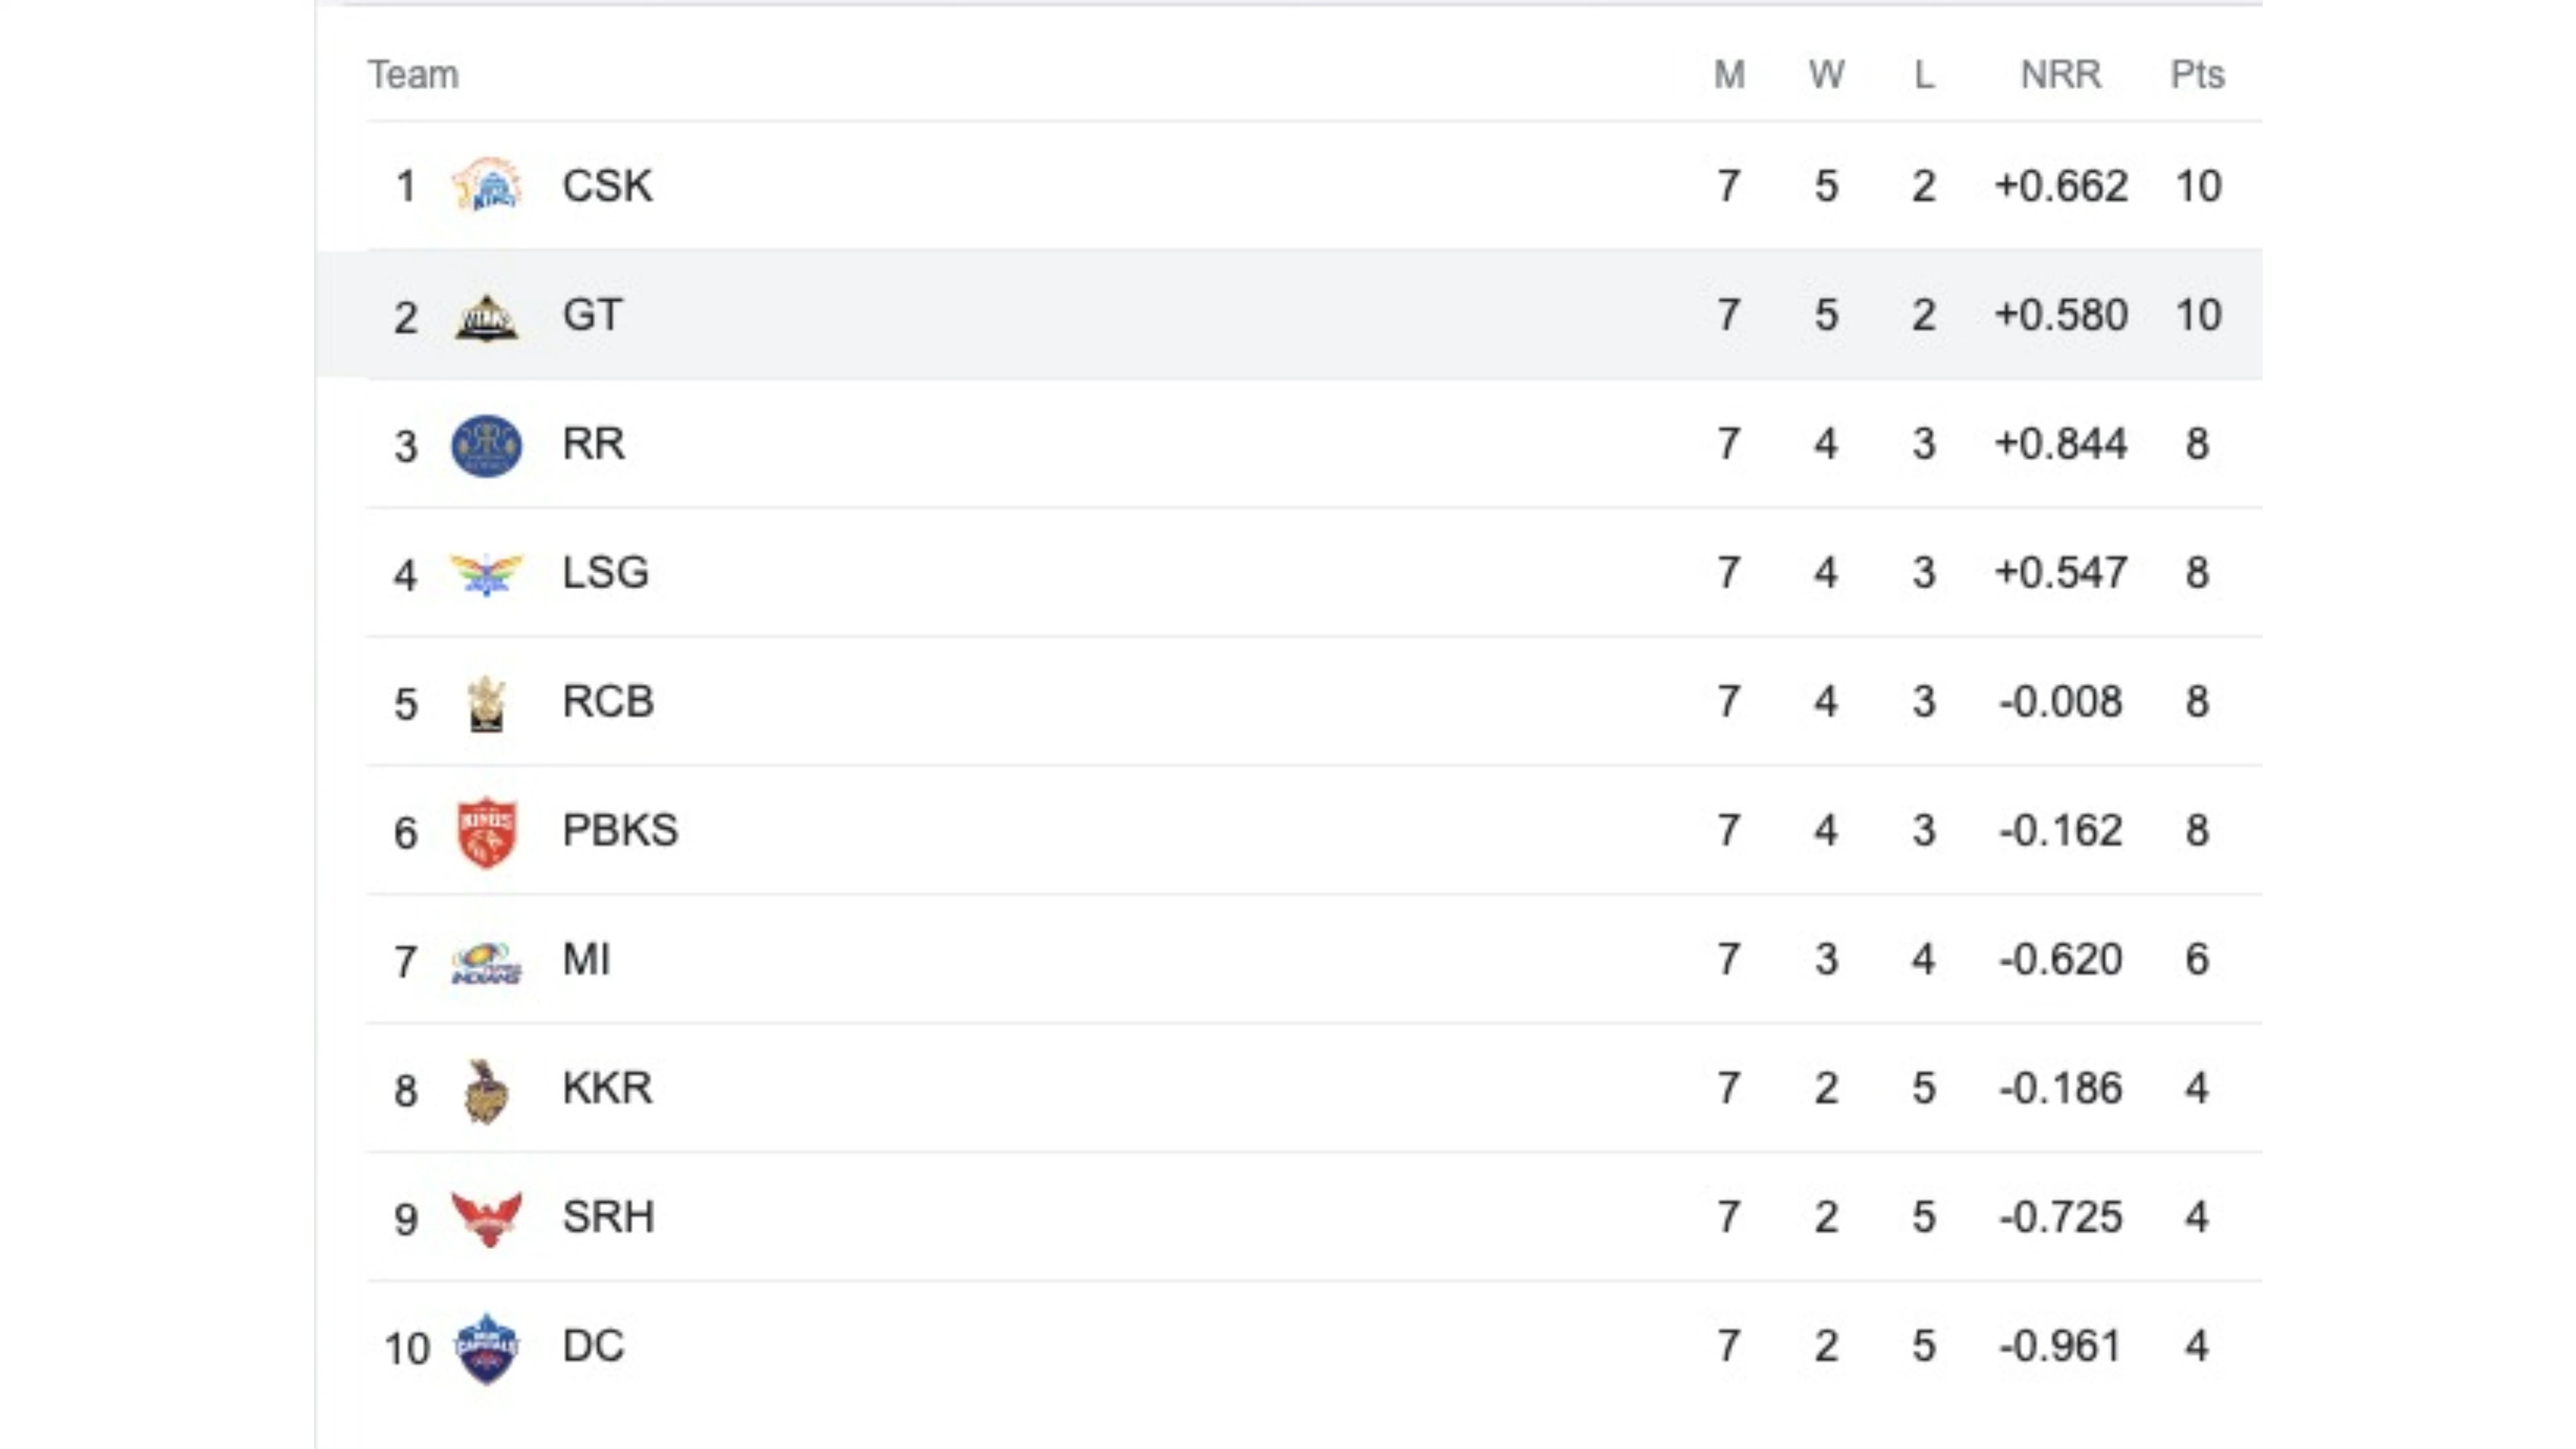 Team M W L NRR Pts
1 CSK 7 5 2 +0.662 10
2 GT 7 5 2 +0.580 10
3 RR 7 4 3 +0.844 8
4 LSG 7 4 3 +0.547 8
5 RCB 7 4 3 -0.008 8
6 KINGS PBKS 7 4 3 -0.162 8
7 INDIANS MI 7 3 4 -0.620 6
8 KKR 7 2 5 -0.186 4
9 SRH 7 2 5 -0.725 4
10 CAPITALS DC 7 2 5 -0.961 4